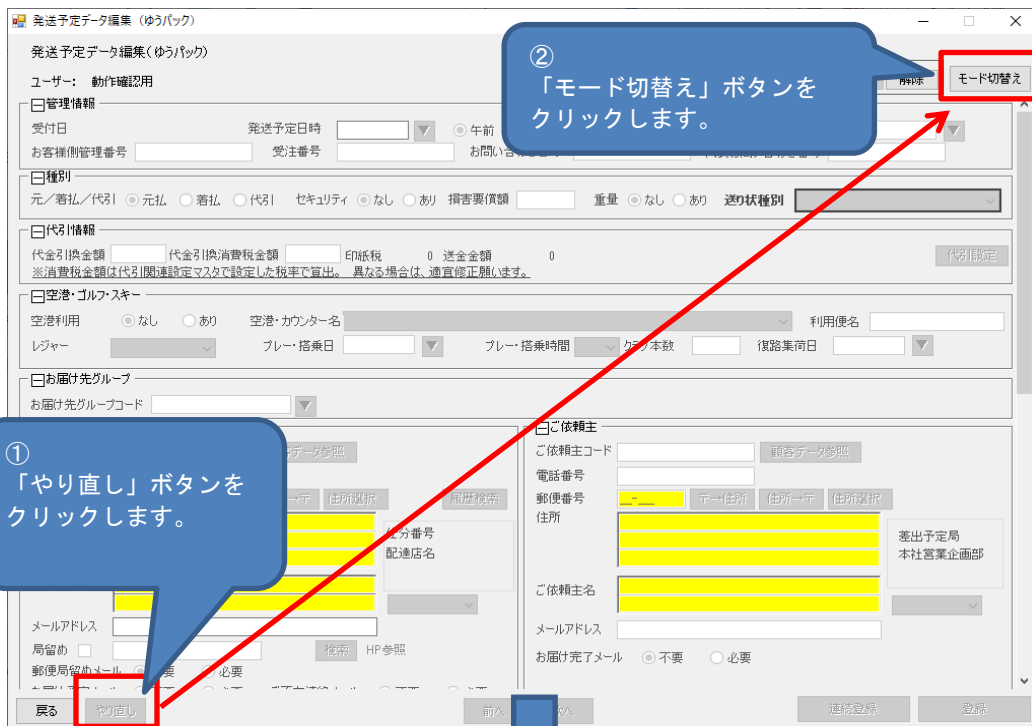 発送予定データ編集（ゆうパック）
発送予定データ編集(ゆうパック)
②
「モード切替え」ボタンを
クリックします。
ユーザー： 動作確認用
解除 モード切替え
管理情報
受付日 発送予定日時 午前
お客様側管理番号 受注番号
種別
元／着払／代引 元払 着払 代引 セキュリティ なし あり 損害要償額 重量 なし あり 送り状種別
代引情報
代金引換金額 代金引換消費税金額 印紙税 0 送金金額 0 代引設定
※消費税金額は代引関連設定マスタで設定した税率で算出。 異なる場合は、適宜修正願います。
空港・ゴルフ・スキー
空港利用 なし あり 空港・カウンター名 利用便名
レジャー プレー・搭乗日 プレー・搭乗時間 クラブ本数 復路集荷日
お届け先グループ
お届け先グループコード
①
「やり直し」ボタンを
クリックします。
データ参照
→〒 住所選択 履歴検索
仕分番号
配達店名
メールアドレス
局留め 検索 HP参照
郵便局留めメール 不要 必要
ご依頼主
ご依頼主コード 顧客データ参照
電話番号
郵便番号 __-__ 〒→住所 住所→〒 住所選択
住所
差出予定局
本社営業企画部
ご依頼主名
メールアドレス
お届け完了メール 不要 必要
戻る やり直し 前へ 次へ 連続登録 登録